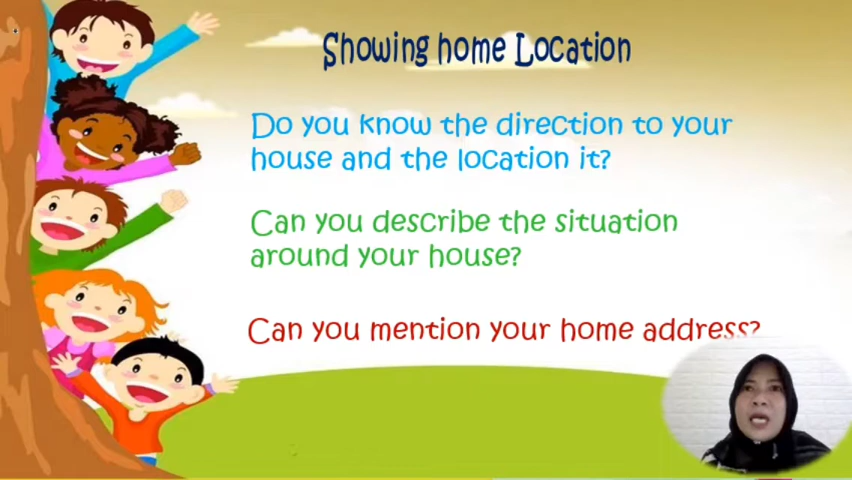 Showing home Location
Do you know the direction to your
house and the location it?
Can you describe the situation
around your house?
Can you mention your home address?